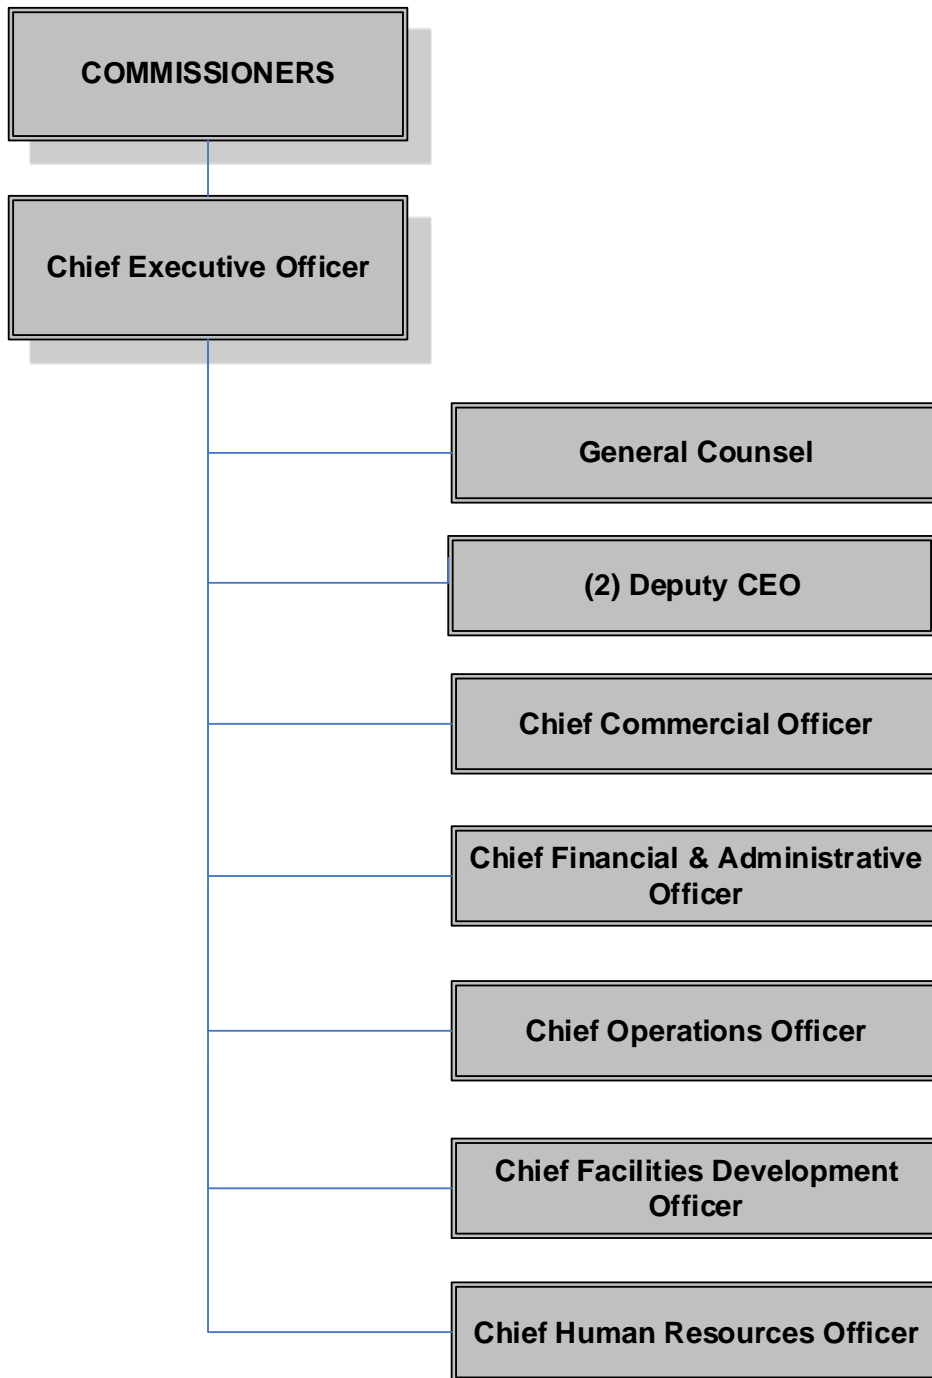 COMMISSIONERS
Chief Executive Officer
General Counsel
(2) Deputy CEO
Chief Commercial Officer
Chief Financial & Administrative
Officer
Chief Operations Officer
Chief Facilities Development
Officer
Chief Human Resources Officer